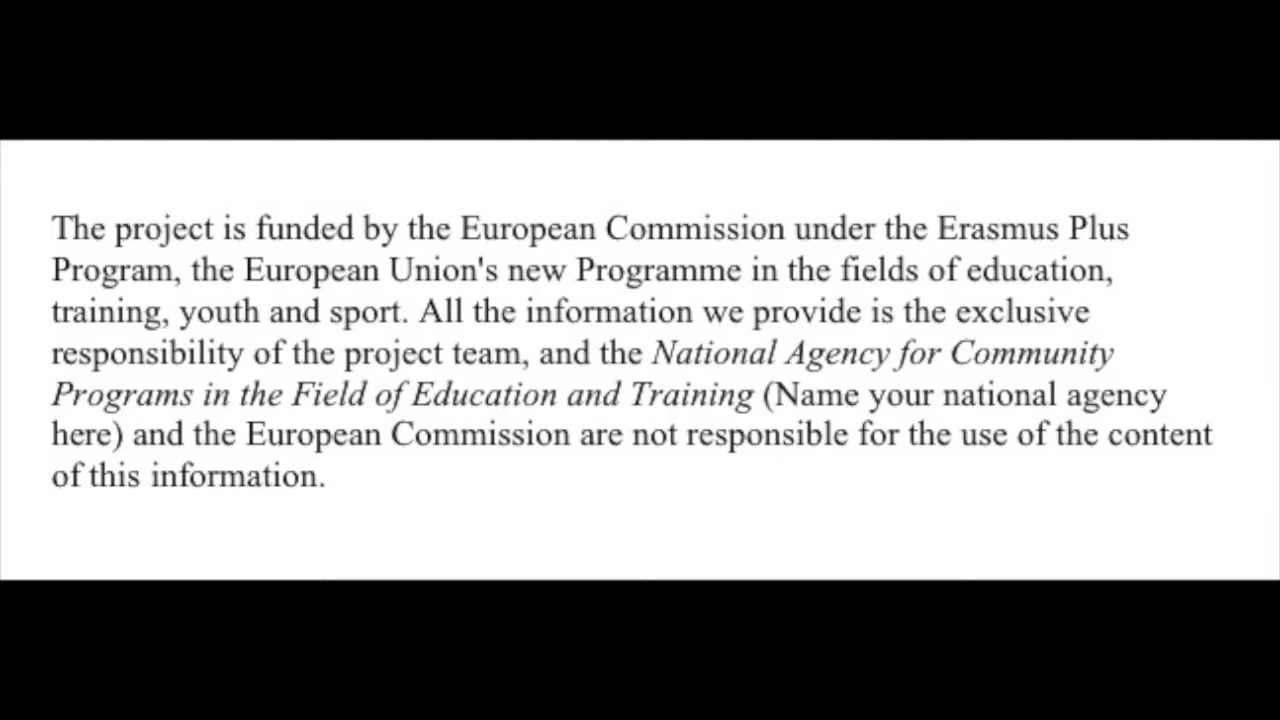 The project is funded by the European Commission under the Erasmus Plus
Program, the European Union's new Programme in the fields of education,
training, youth and sport. All the information we provide is the exclusive
responsibility of the project team, and the National Agency for Community
Programs in the Field of Education and Training (Name your national agency
here) and the European Commission are not responsible for the use of the content
of this information.